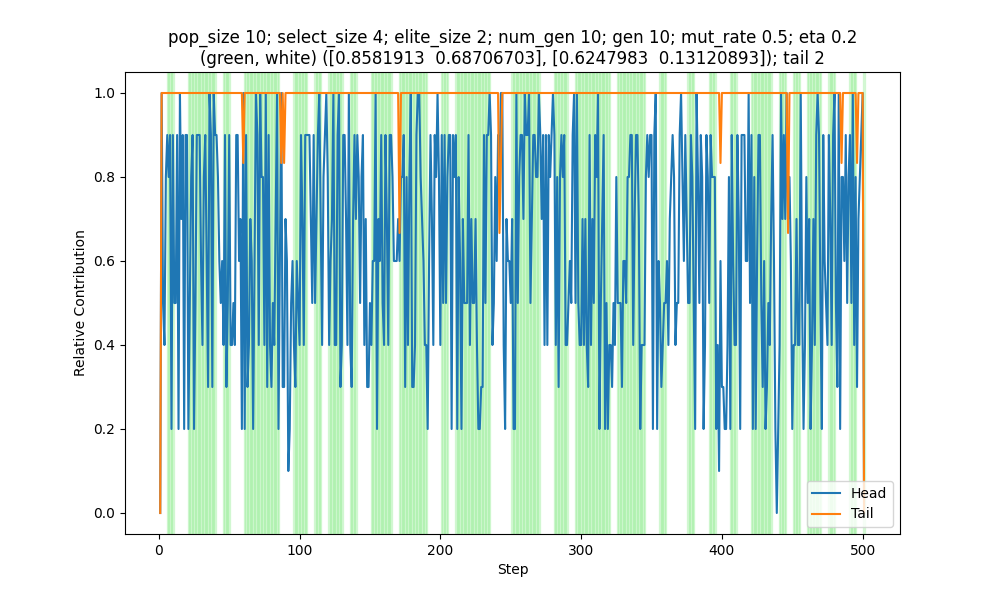 pop_size 10; select_size 4; elite_size 2; num_gen 10; gen 10; mut_rate 0.5; eta 0.2
(green, white) ([0.8581913  0.68706703], [0.6247983  0.13120893]); tail 2
Relative Contribution
1.0
0.8
0.6
0.4
0.2
0.0
Head
Tail
0
100
200
300
400
500
Step